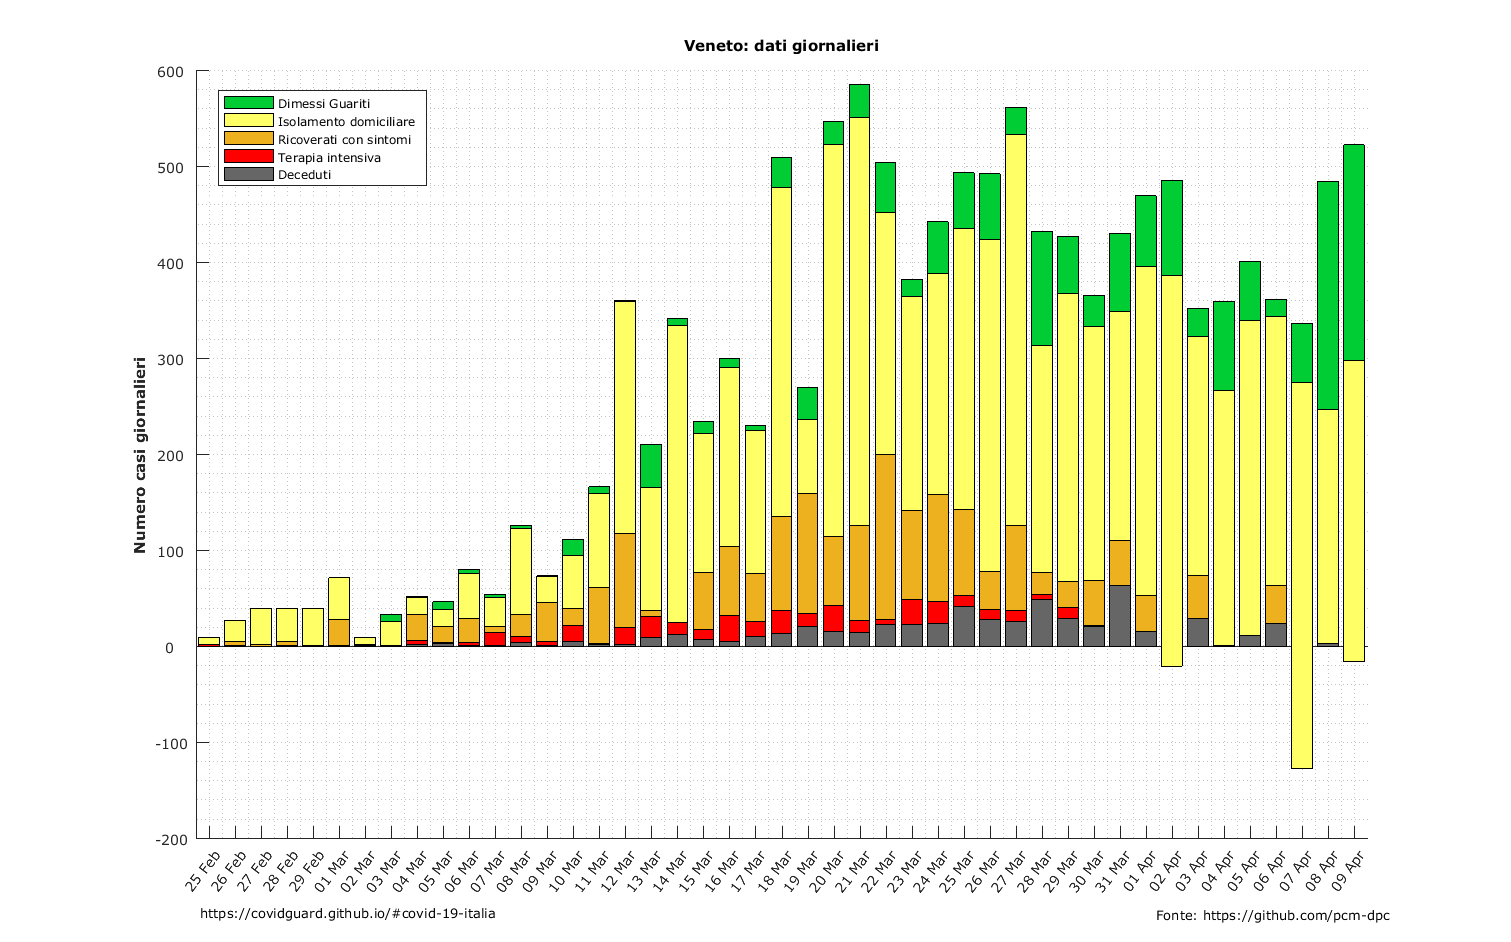 Veneto: dati giornalieri
600
500
400
300
200
100
0
-100
-200
Numero casi giornalieri
Dimessi Guariti
Isolamento domiciliare
Ricoverati con sintomi
Terapia intensiva
Deceduti
25 Feb
26 Feb
27 Feb
28 Feb
29 Feb
01 Mar
02 Mar
03 Mar
04 Mar
05 Mar
06 Mar
07 Mar
08 Mar
09 Mar
10 Mar
11 Mar
12 Mar
13 Mar
14 Mar
15 Mar
16 Mar
17 Mar
18 Mar
19 Mar
20 Mar
21 Mar
22 Mar
23 Mar
24 Mar
25 Mar
26 Mar
27 Mar
28 Mar
29 Mar
30 Mar
31 Mar
01 Apr
02 Apr
03 Apr
04 Apr
05 Apr
06 Apr
07 Apr
08 Apr
09 Apr
https://covidguard.github.io/#covid-19-italia
Fonte: https://github.com/pcm-dpc